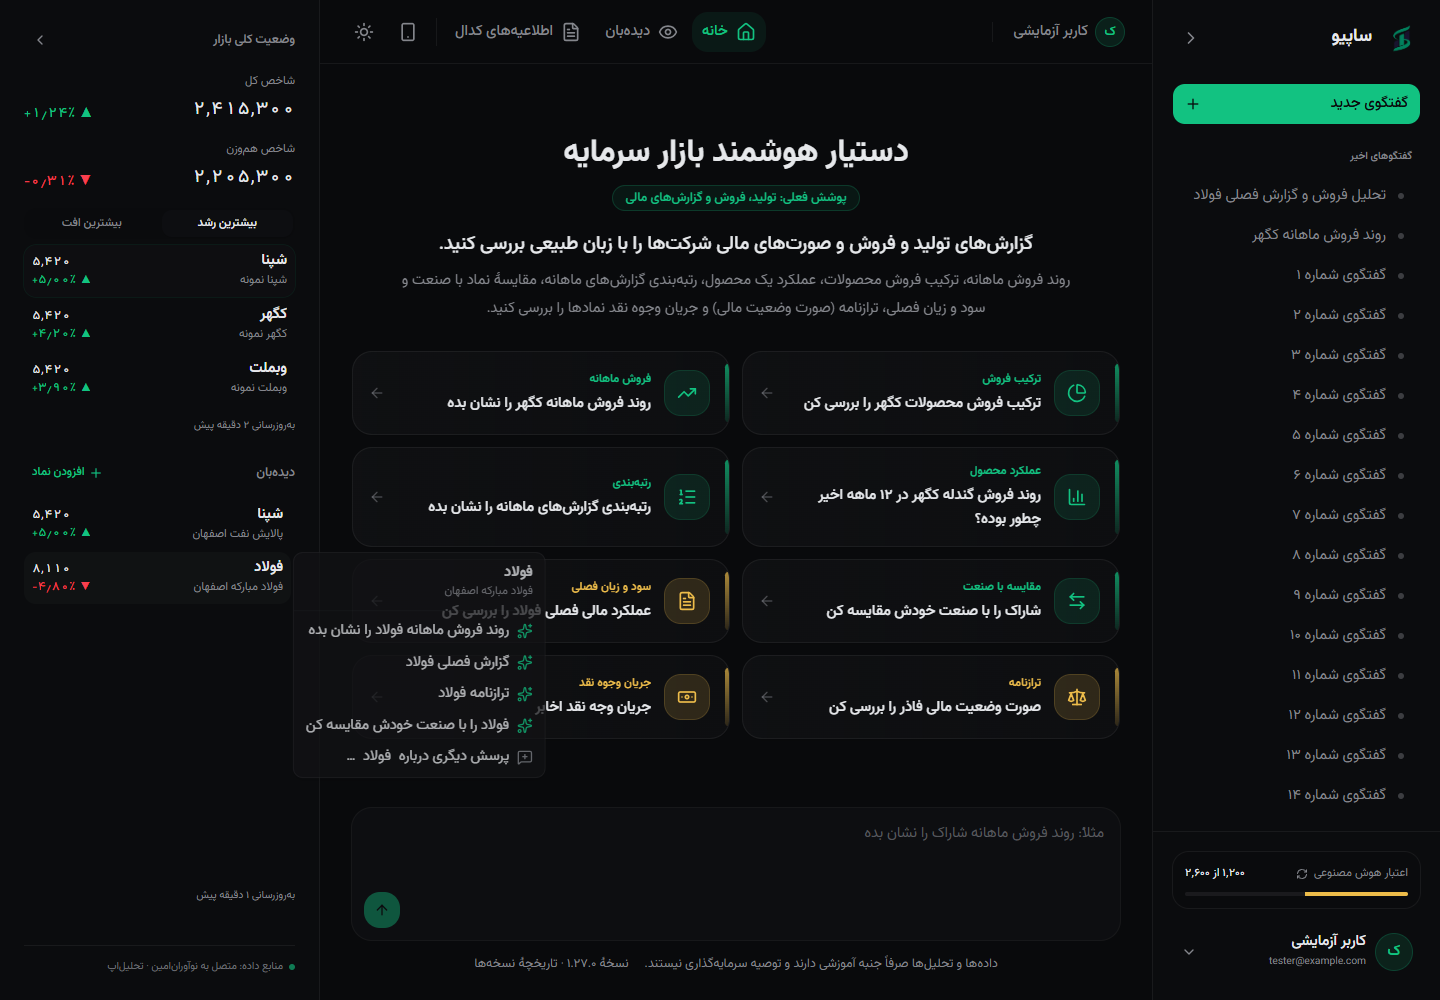 ساپیو
گفتگوی جدید
گفتگوهای اخیر
تحلیل فروش و گزارش فصلی فولاد
روند فروش ماهانه کگهر
گفتگوی شماره ۱
گفتگوی شماره ۲
گفتگوی شماره ۳
گفتگوی شماره ۴
گفتگوی شماره ۵
گفتگوی شماره ۶
گفتگوی شماره ۷
گفتگوی شماره ۸
گفتگوی شماره ۹
گفتگوی شماره ۱۰
گفتگوی شماره ۱۱
گفتگوی شماره ۱۲
گفتگوی شماره ۱۳
گفتگوی شماره ۱۴
اعتبار هوش مصنوعی ۱,۲۰۰ از ۲,۶۰۰
ک
کاربر آزمایشی
tester@example.com
ک کاربر آزمایشی
خانه دیده‌بان اطلاعیه‌های کدال
دستیار هوشمند بازار سرمایه
پوشش فعلی: تولید، فروش و گزارش‌های مالی
گزارش‌های تولید و فروش و صورت‌های مالی شرکت‌ها را با زبان طبیعی بررسی کنید.
روند فروش ماهانه، ترکیب فروش محصولات، عملکرد یک محصول، رتبه‌بندی گزارش‌های ماهانه، مقایسهٔ نماد با صنعت و
سود و زیان فصلی، ترازنامه (صورت وضعیت مالی) و جریان وجوه نقد نمادها را بررسی کنید.
ترکیب فروش
ترکیب فروش محصولات کگهر را بررسی کن
فروش ماهانه
روند فروش ماهانه کگهر را نشان بده
عملکرد محصول
روند فروش گندله کگهر در ۱۲ ماهه اخیر
چطور بوده؟
رتبه‌بندی
رتبه‌بندی گزارش‌های ماهانه را نشان بده
مقایسه با صنعت
شاراک را با صنعت خودش مقایسه کن
سود و زیان فصلی
عملکرد مالی فصلی فولاد را بررسی کن
ترازنامه
صورت وضعیت مالی فاذر را بررسی کن
جریان وجوه نقد
جریان وجه نقد اخابر
مثلاً: روند فروش ماهانه شاراک را نشان بده
داده‌ها و تحلیل‌ها صرفاً جنبه آموزشی دارند و توصیه سرمایه‌گذاری نیستند. نسخهٔ ۱.۲۷.۰ · تاریخچهٔ نسخه‌ها
وضعیت کلی بازار
شاخص کل
۲,۴۱۵,۳۰۰
+۱٫۲۴٪ ▲
شاخص هم‌وزن
۲,۲۰۵,۳۰۰
-۰٫۳۱٪ ▼
بیشترین رشد بیشترین افت
شپنا ۵,۴۲۰
شپنا نمونه +۵٫۰۰٪ ▲
کگهر ۵,۴۲۰
کگهر نمونه +۴٫۲۰٪ ▲
وبملت ۵,۴۲۰
وبملت نمونه +۳٫۹۰٪ ▲
به‌روزرسانی ۲ دقیقه پیش
دیده‌بان + افزودن نماد
شپنا ۵,۴۲۰
پالایش نفت اصفهان +۵٫۰۰٪ ▲
فولاد ۸,۱۱۰
فولاد مبارکه اصفهان -۴٫۸۰٪ ▼
فولاد
فولاد مبارکه اصفهان
روند فروش ماهانه فولاد را نشان بده
گزارش فصلی فولاد
ترازنامه فولاد
فولاد را با صنعت خودش مقایسه کن
پرسش دیگری درباره فولاد ...
به‌روزرسانی ۱ دقیقه پیش
منابع داده: متصل به نوآوران‌امین · تحلیل‌اپ